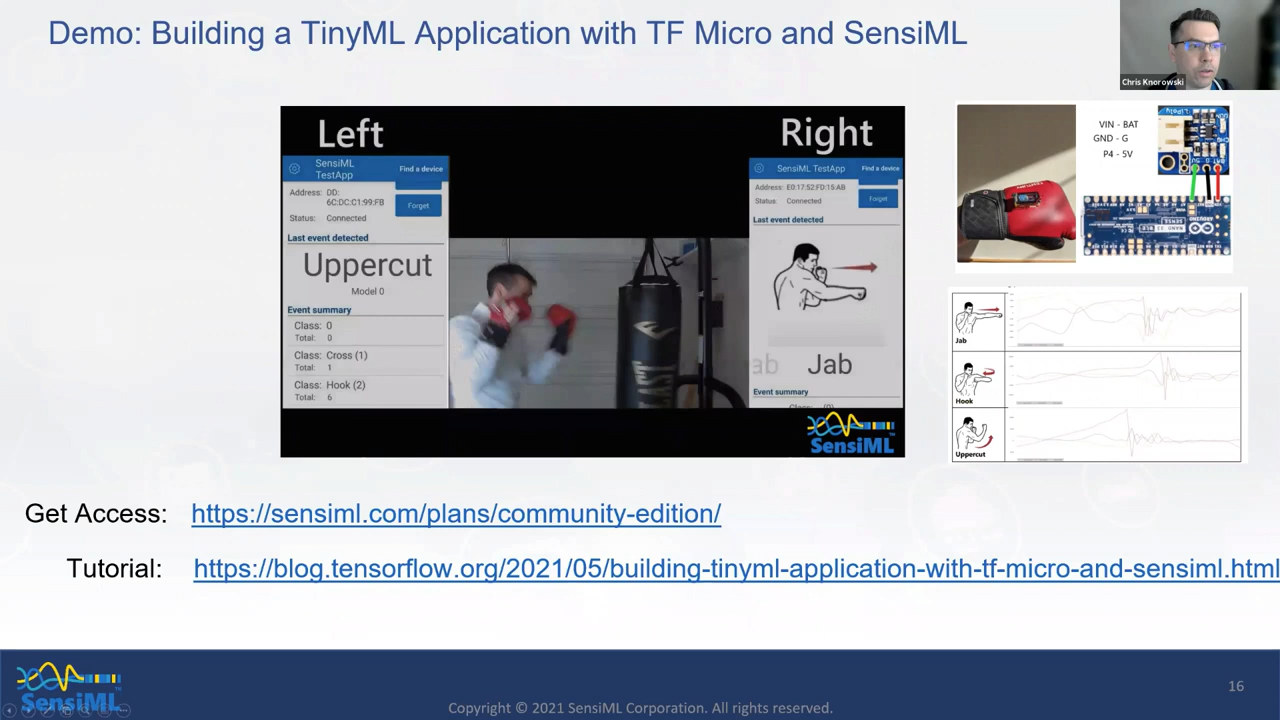 Demo: Building a TinyML Application with TF Micro and SensiML
Chris Knorowski
Left
SensiML
TestApp
Find a device
Address: DD:
6C:DC:C1:99:FB
Forget
Status: Connected
Last event detected
Uppercut
Model 0
Event summary
Class: 0
Total: 0
Class: Cross (1)
Total: 1
Class: Hook (2)
Total: 6
Right
SensiML TestApp
Find a device
Address: E0:17:52:FD:15:AB
Status: Connected
Forget
Last event detected
ab
Jab
Event summary
SensiML
VIN - BAT
GND - G
P4 - 5V
Jab
Hook
Uppercut
Get Access: https://sensiml.com/plans/community-edition/
Tutorial: https://blog.tensorflow.org/2021/05/building-tinyml-application-with-tf-micro-and-sensiml.html
SensiML
Copyright © 2021 SensiML Corporation. All rights reserved.
16